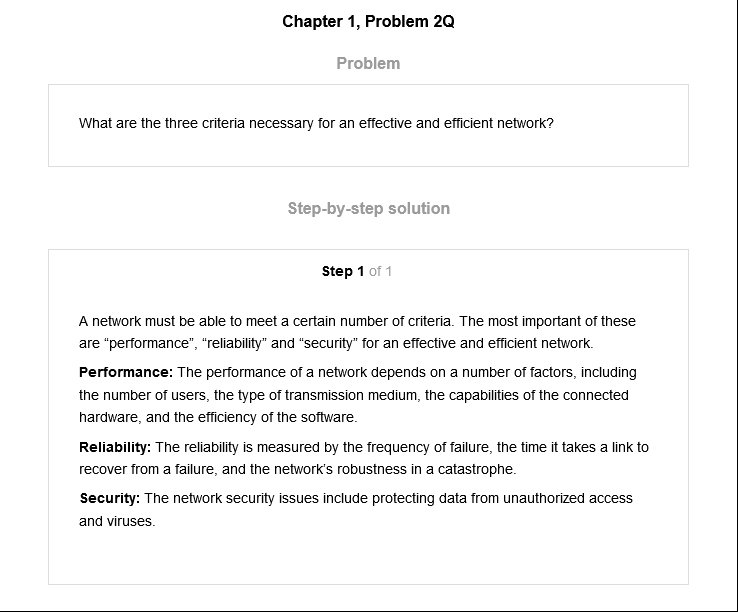 Chapter 1, Problem 2Q
Problem
What are the three criteria necessary for an effective and efficient network?
Step-by-step solution
Step 1 of 1
A network must be able to meet a certain number of criteria. The most important of these
are “performance”, “reliability” and “security” for an effective and efficient network.
Performance: The performance of a network depends on a number of factors, including
the number of users, the type of transmission medium, the capabilities of the connected
hardware, and the efficiency of the software.
Reliability: The reliability is measured by the frequency of failure, the time it takes a link to
recover from a failure, and the network’s robustness in a catastrophe.
Security: The network security issues include protecting data from unauthorized access
and viruses.